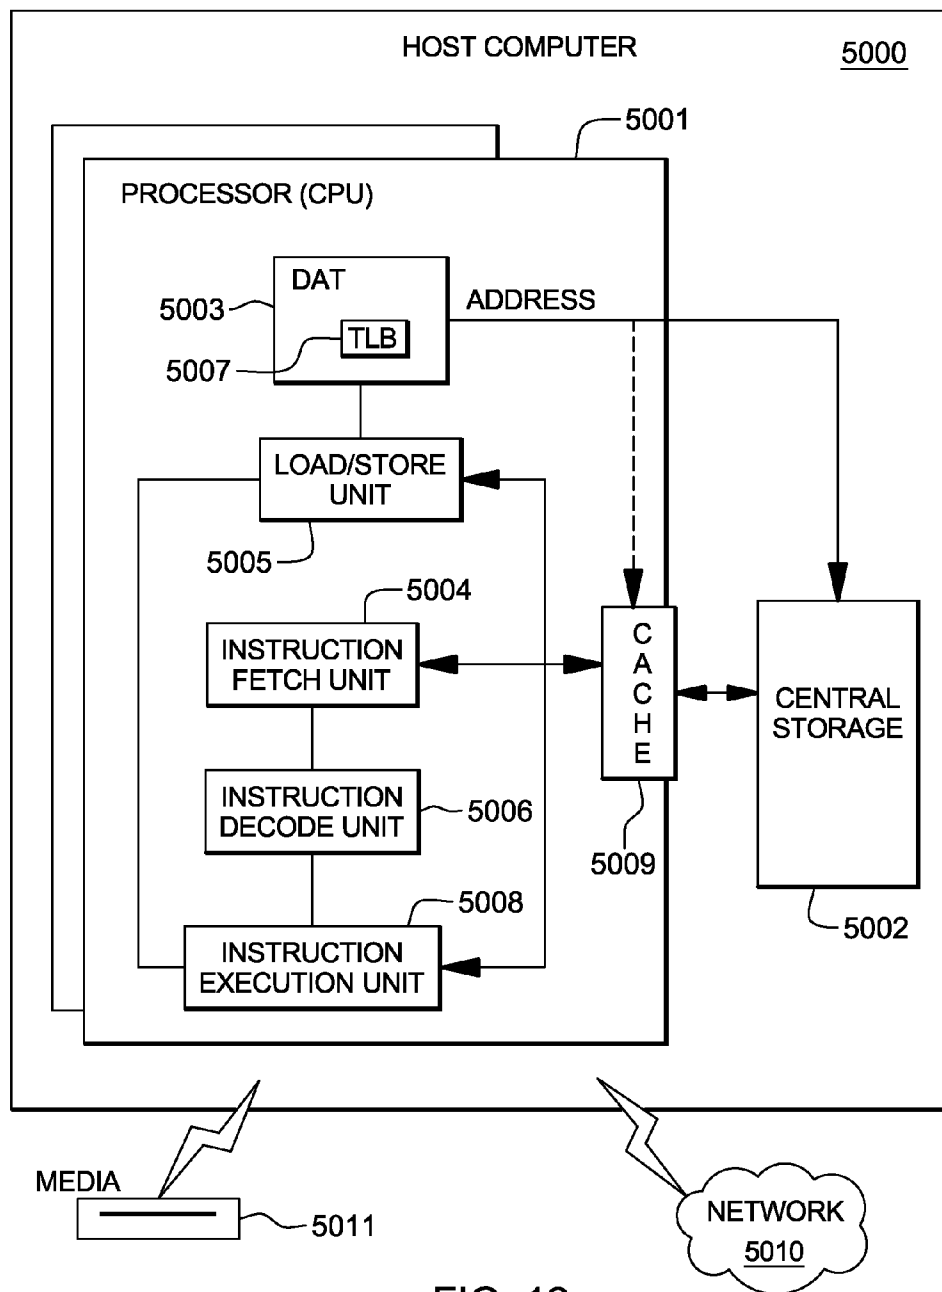 HOST COMPUTER
5000
5001
PROCESSOR (CPU)
DAT
5003
ADDRESS
TLB
5007
LOAD/STORE
UNIT
5005
5004
INSTRUCTION
FETCH UNIT
CACHE
CENTRAL
STORAGE
INSTRUCTION
DECODE UNIT
5006
5009
5008
5002
INSTRUCTION
EXECUTION UNIT
MEDIA
5011
NETWORK
5010